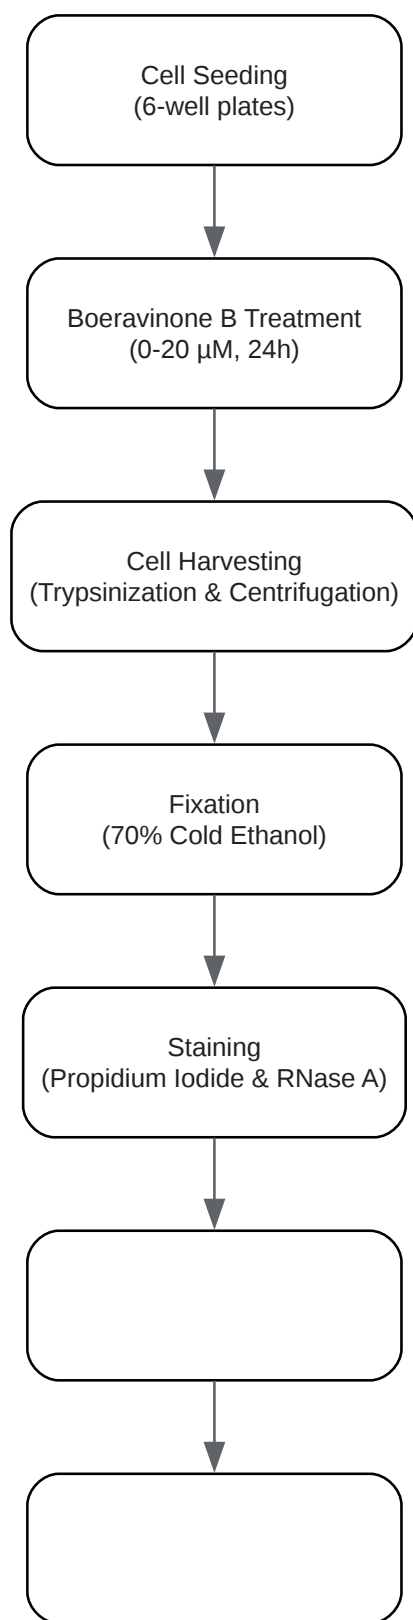 Cell Seeding
(6-well plates)
Boeravinone B Treatment
(0-20 µM, 24h)
Cell Harvesting
(Trypsinization & Centrifugation)
Fixation
(70% Cold Ethanol)
Staining
(Propidium Iodide & RNase A)